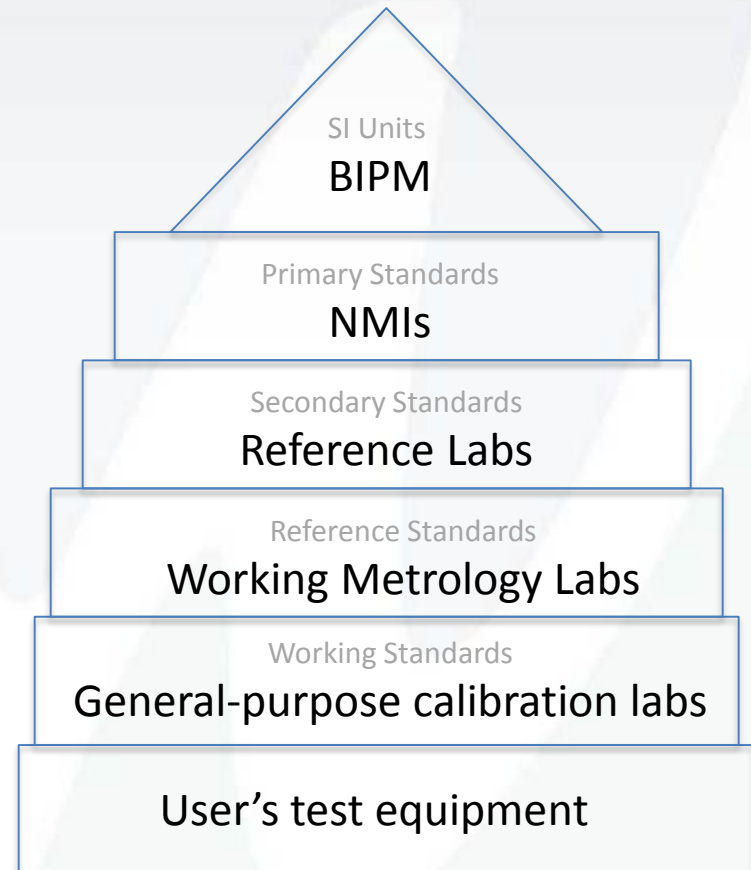 SI Units
BIPM
Primary Standards
NMIs
Secondary Standards
Reference Labs
Reference Standards
Working Metrology Labs
Working Standards
General-purpose calibration labs
User’s test equipment